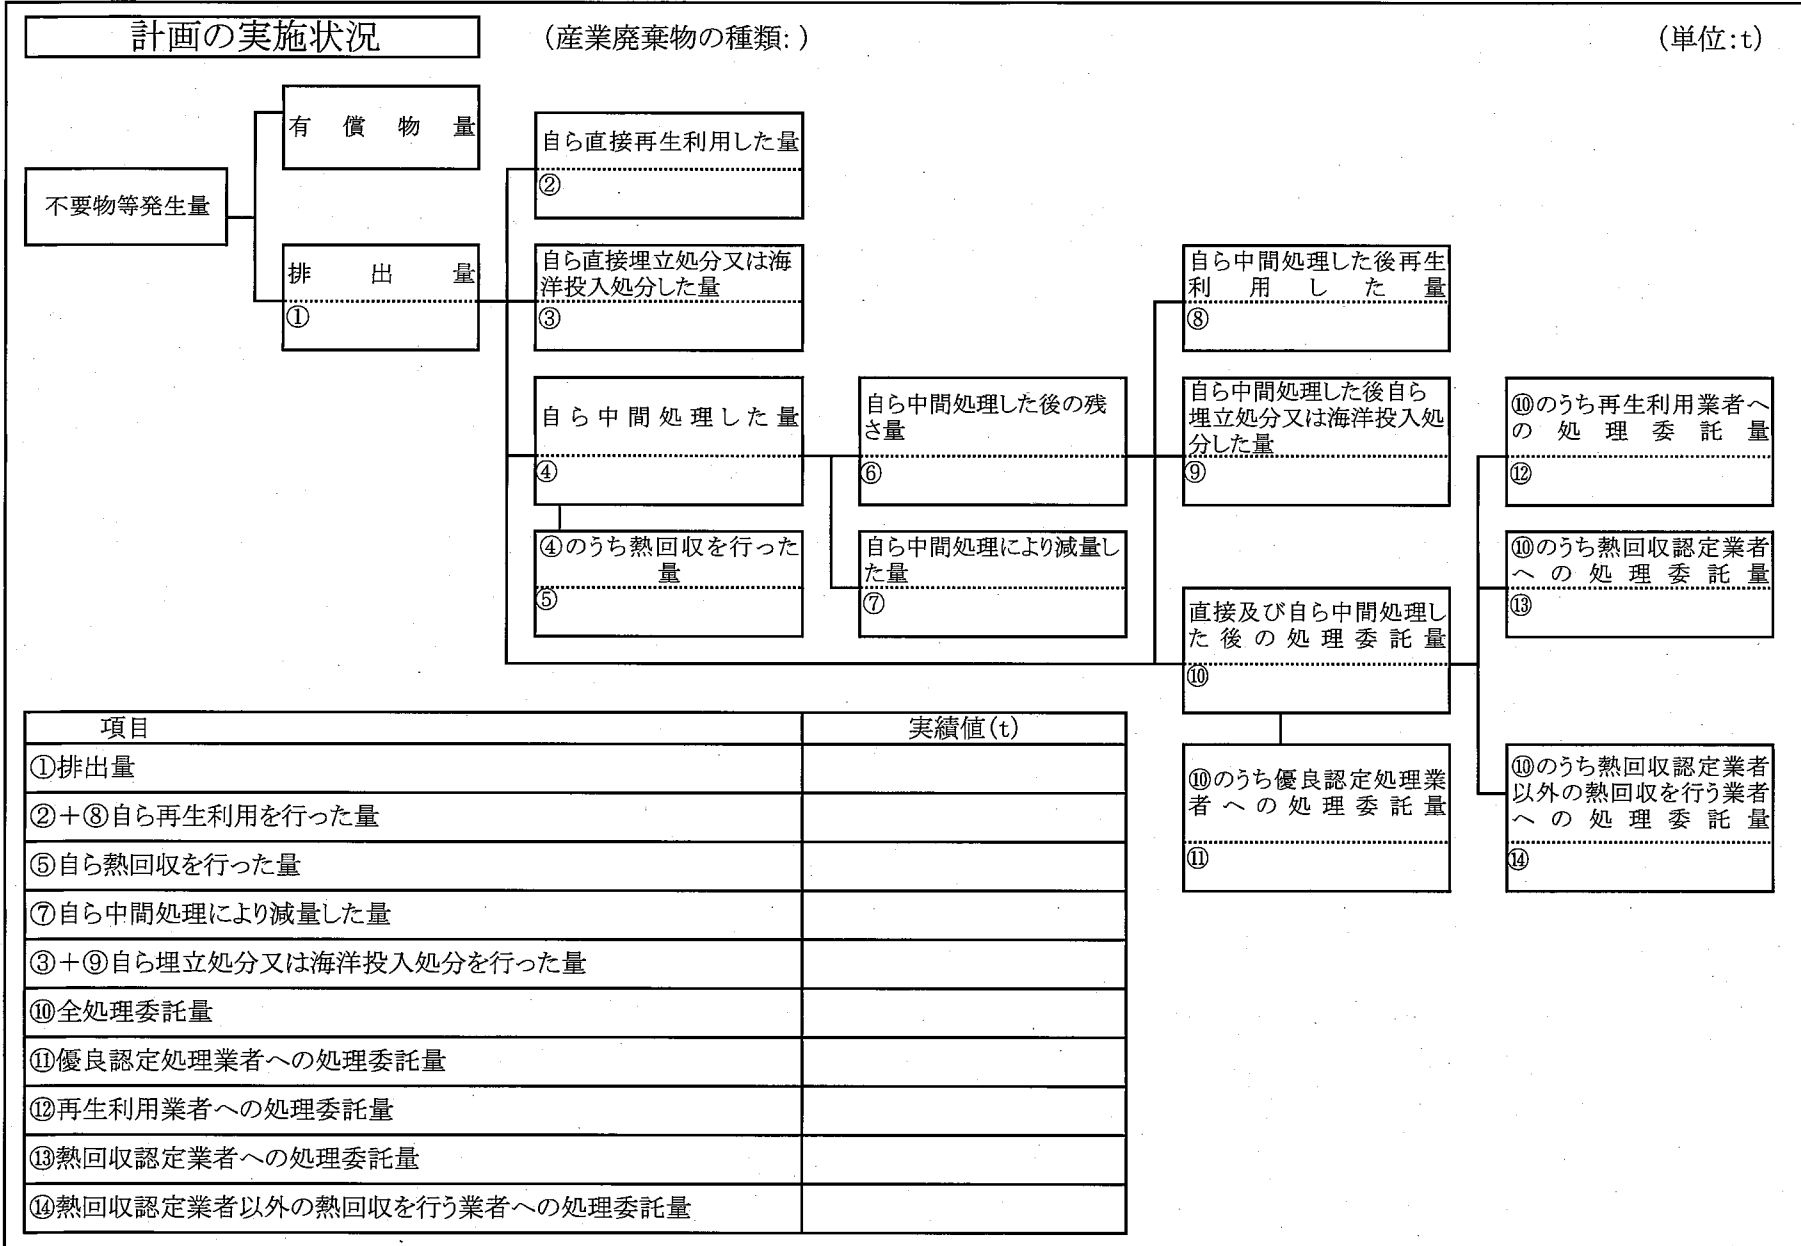 計画の実施状況
(産業廃棄物の種類: )
(単位:t)
有償物量
不要物等発生量
排出量
①
自ら直接再生利用した量
②
自ら直接埋立処分又は海
洋投入処分した量
③
自ら中間処理した量
④
④のうち熱回収を行った
量
⑤
自ら中間処理した後の残
さ量
⑥
自ら中間処理により減量し
た量
⑦
自ら中間処理した後再生
利用した量
⑧
自ら中間処理した後自ら
埋立処分又は海洋投入処
分した量
⑨
直接及び自ら中間処理し
た後の処理委託量
⑩
⑩のうち優良認定処理業
者への処理委託量
⑪
⑩のうち再生利用業者へ
の処理委託量
⑫
⑩のうち熱回収認定業者
への処理委託量
⑬
⑩のうち熱回収認定業者
以外の熱回収を行う業者
への処理委託量
⑭
項目
実績値(t)
①排出量
②+⑧自ら再生利用を行った量
⑤自ら熱回収を行った量
⑦自ら中間処理により減量した量
③+⑨自ら埋立処分又は海洋投入処分を行った量
⑩全処理委託量
⑪優良認定処理業者への処理委託量
⑫再生利用業者への処理委託量
⑬熱回収認定業者への処理委託量
⑭熱回収認定業者以外の熱回収を行う業者への処理委託量